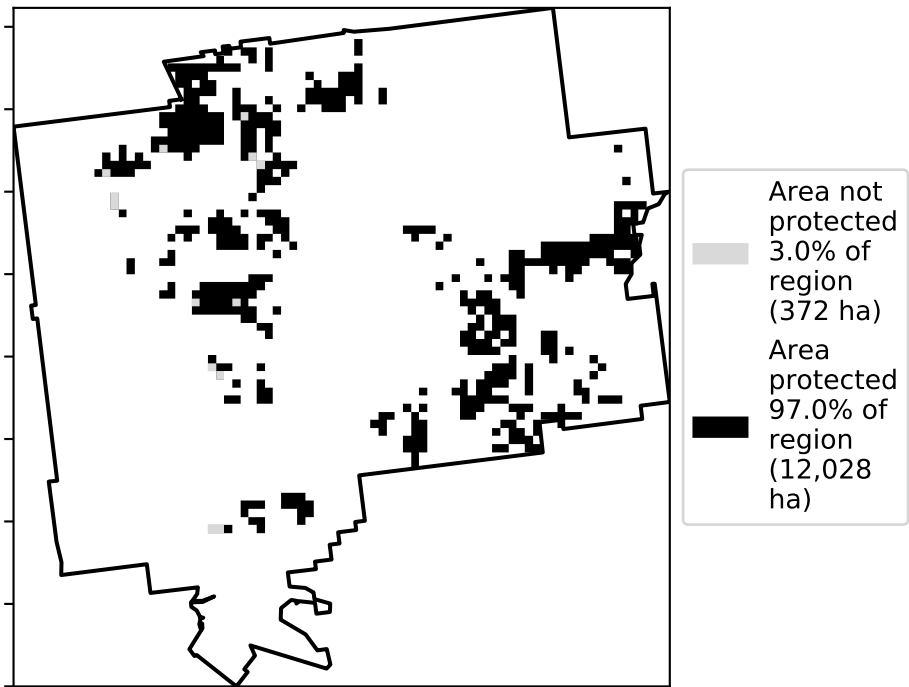 Area not
protected
3.0% of
region
(372 ha)
Area
protected
97.0% of
region
(12,028
ha)